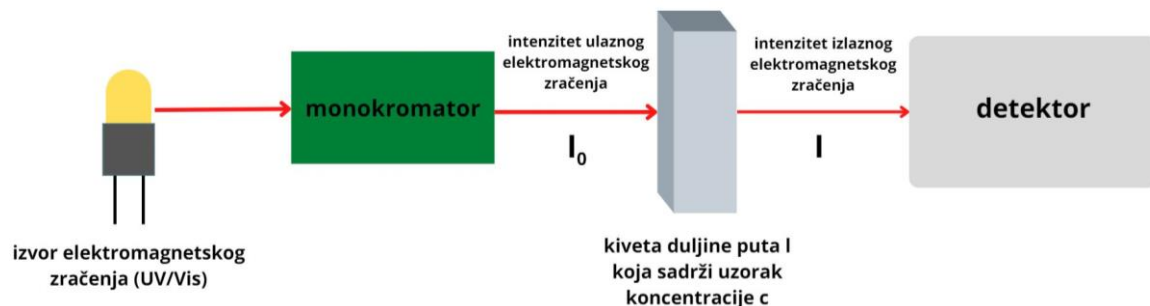 izvor elektromagnetskog
zračenja (UV/Vis)
monokromator
intenzitet ulaznog
elektromagnetskog
zračenja
I₀
kiveta duljine puta l
koja sadrži uzorak
koncentracije c
intenzitet izlaznog
elektromagnetskog
zračenja
I
detektor